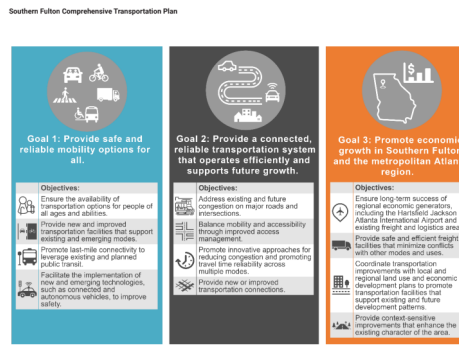 Southern Fulton Comprehensive Transportation Plan
Goal 1: Provide safe and
reliable mobility options for
all.
Objectives:
Ensure the availability of
transportation options for people of
all ages and abilities.
Provide new and improved
transportation facilities that support
existing and emerging modes.
Promote last-mile connectivity to
leverage existing and planned
public transit.
Facilitate the implementation of
new and emerging technologies,
such as connected and
autonomous vehicles, to improve
safety.
Goal 2: Provide a connected,
reliable transportation system
that operates efficiently and
supports future growth.
Objectives:
Address existing and future
congestion on major roads and
intersections.
Balance mobility and accessibility
through improved access
management.
Promote innovative approaches for
reducing congestion and promoting
travel time reliability across
multiple modes.
Provide new or improved
transportation connections.
$
Goal 3: Promote economi
growth in Southern Fulton
and the metropolitan Atlan
region.
Objectives:
Ensure long-term success of
regional economic generators,
including the Hartsfield Jackson
Atlanta International Airport and
existing freight and logistics area
Provide safe and efficient freight
facilities that minimize conflicts
with other modes and uses.
Coordinate transportation
improvements with local and
regional land use and economic
development plans to promote
transportation facilities that
support existing and future
development patterns.
Provide context-sensitive
improvements that enhance the
existing character of the area.